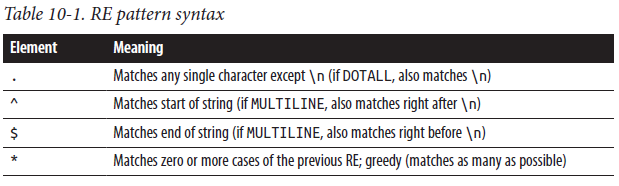 Table 10-1. RE pattern syntax
Element Meaning
. Matches any single character except \n (if DOTALL, also matches \n)
^ Matches start of string (if MULTILINE, also matches right after \n)
$ Matches end of string (if MULTILINE, also matches right before \n)
* Matches zero or more cases of the previous RE; greedy (matches as many as possible)